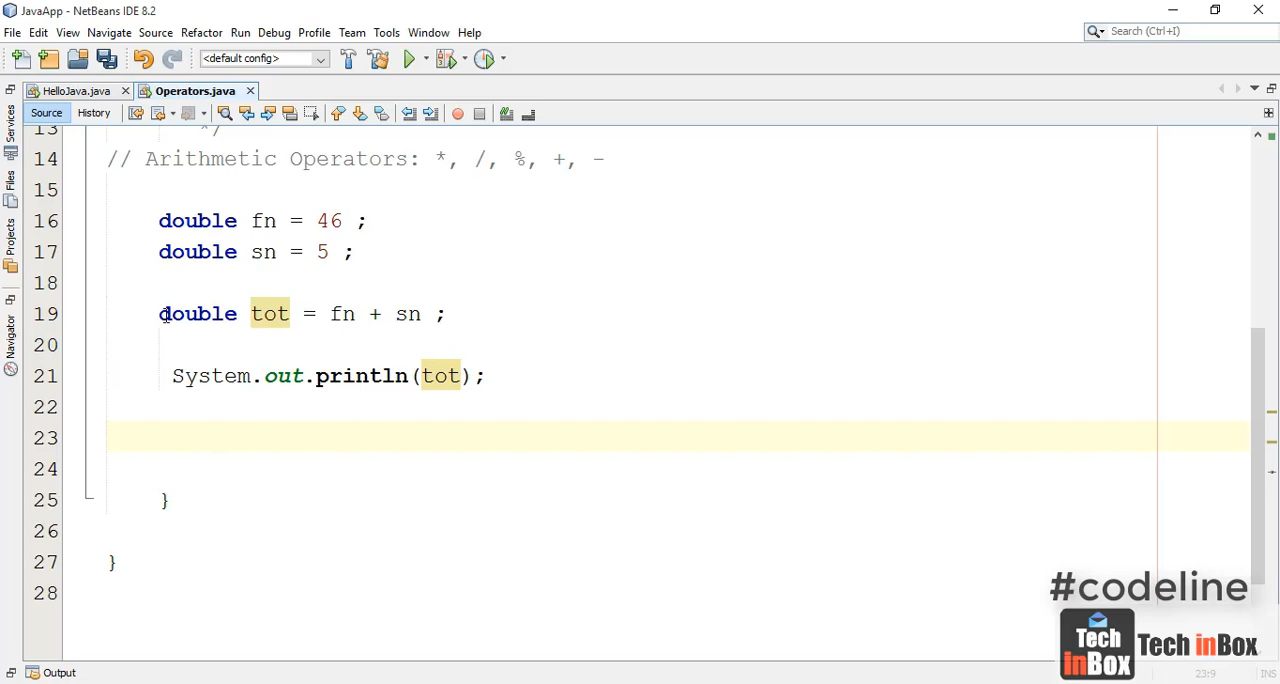 JavaApp - NetBeans IDE 8.2
File Edit View Navigate Source Refactor Run Debug Profile Team Tools Window Help
Search (Ctrl+I)
<default config>
HelloJava.java Operators.java
Source History
Services
Files
Projects
Navigator
13 */
14 // Arithmetic Operators: *, /, %, +, -
15
16 double fn = 46 ;
17 double sn = 5 ;
18
19 double tot = fn + sn ;
20
21 System.out.println(tot);
22
23
24
25 }
26
27 }
28
#codeline
Tech inBox Tech inBox
Output
23:9 INS